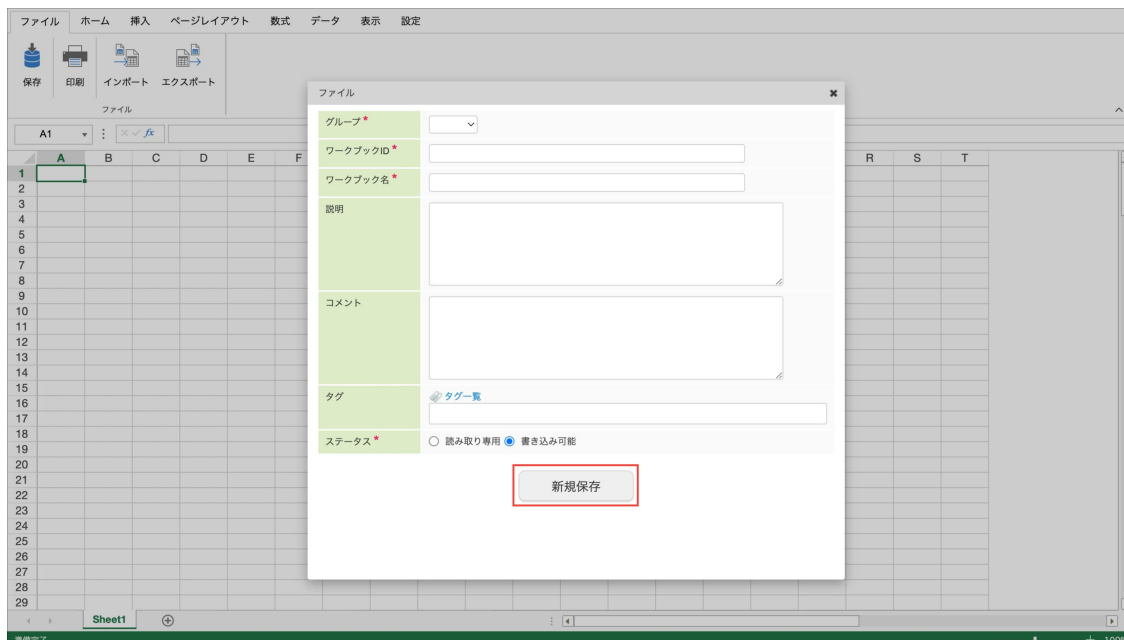 ファイル ホーム 挿入 ページレイアウト 数式 データ 表示 設定
保存 印刷 インポート エクスポート
ファイル
A1 fx
A B C D E F R S T
1
2
3
4
5
6
7
8
9
10
11
12
13
14
15
16
17
18
19
20
21
22
23
24
25
26
27
28
29
ファイル
グループ*
ワークブックID*
ワークブック名*
説明
コメント
タグ タグ一覧
ステータス* 読み取り専用 書き込み可能
新規保存
Sheet1
準備完了 100%